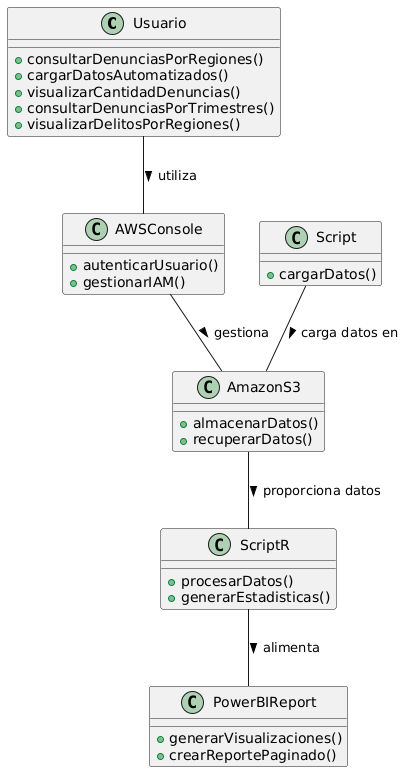 C Usuario
consultarDenunciasPorRegiones()
cargarDatosAutomatizados()
visualizarCantidadDenuncias()
consultarDenunciasPorTrimestres()
visualizarDelitosPorRegiones()
utiliza
C AWSConsole
autenticarUsuario()
gestionarIAM()
C Script
cargarDatos()
gestiona
carga datos en
C AmazonS3
almacenarDatos()
recuperarDatos()
proporciona datos
C ScriptR
procesarDatos()
generarEstadisticas()
alimenta
C PowerBIReport
generarVisualizaciones()
crearReportePaginado()